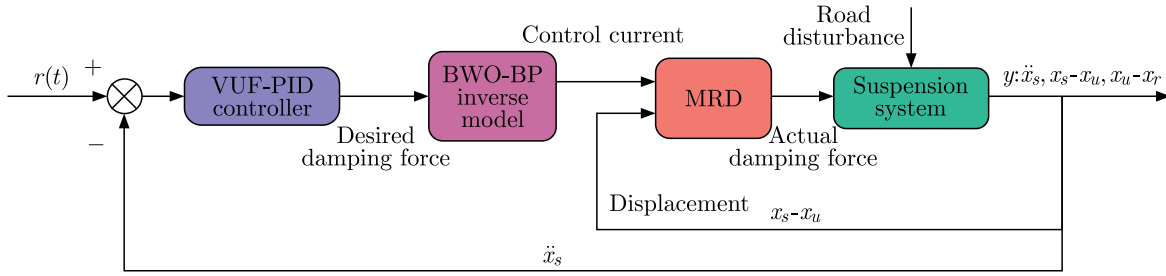 Road
disturbance
Control current
r(t)
+
−
VUF-PID
controller
BWO-BP
inverse
model
MRD
Suspension
system
y:ẍₛ, xₛ-xᵤ, xᵤ-xᵣ
Desired
damping force
Actual
damping force
Displacement
xₛ-xᵤ
ẍₛ